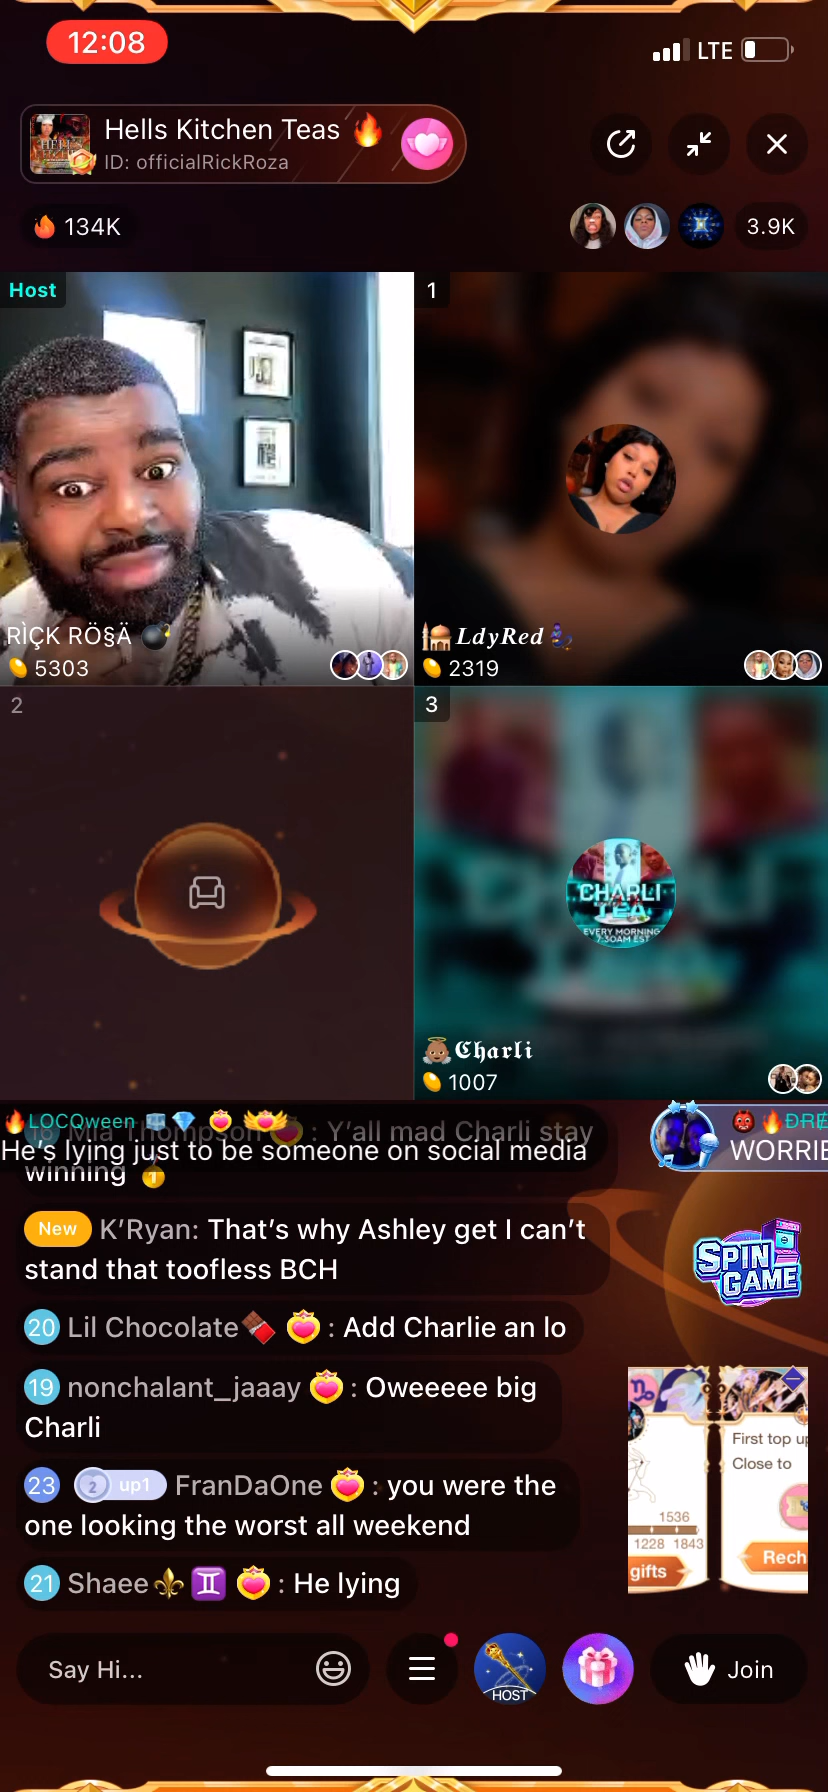 12:08
LTE
Hells Kitchen Teas 🔥
ID: officialRickRoza
🔥 134K
3.9K
Host
1
RÌÇK RÖ§Ä 💣
5303
🕌LdyRed🧞‍♂️
2319
2
3
CHARLI
TEA
EVERY MORNING
7:30AM EST
👼🏽Charli
1007
🔥LOCQween 🧊💎
He's lying just to be someone on social media
👹🔥ĐRɆ
WORRIE
Mia Thompson : Y'all mad Charli stay
winning 🏅
New K'Ryan: That's why Ashley get I can't
stand that toofless BCH
SPIN
GAME
20 Lil Chocolate🍫 : Add Charlie an lo
19 nonchalant_jaaay : Oweeeee big
Charli
23 2 up1 FranDaOne : you were the
one looking the worst all weekend
21 Shaee⚜️♊ : He lying
First top up
Close to
1536
1228 1843
gifts
Rech
Say Hi...
HOST
Join